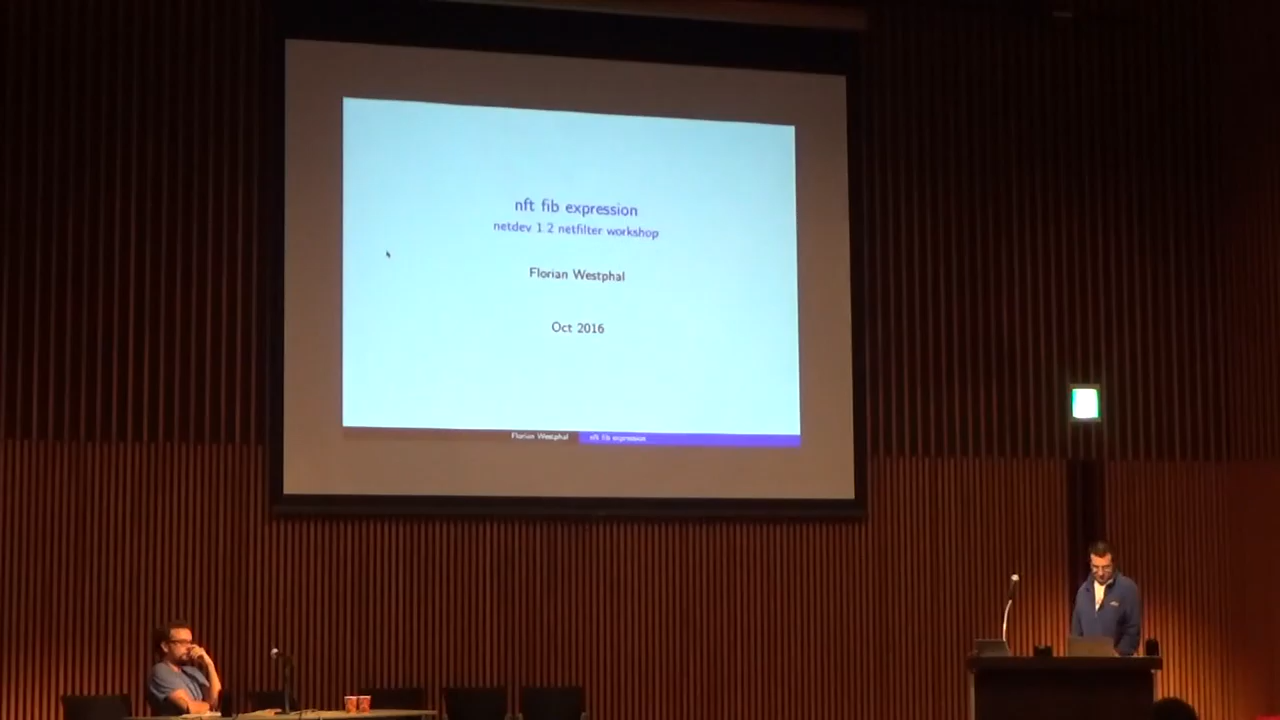 nft fib expression
netdev 1.2 netfilter workshop
Florian Westphal
Oct 2016
Florian Westphal nft fib expression